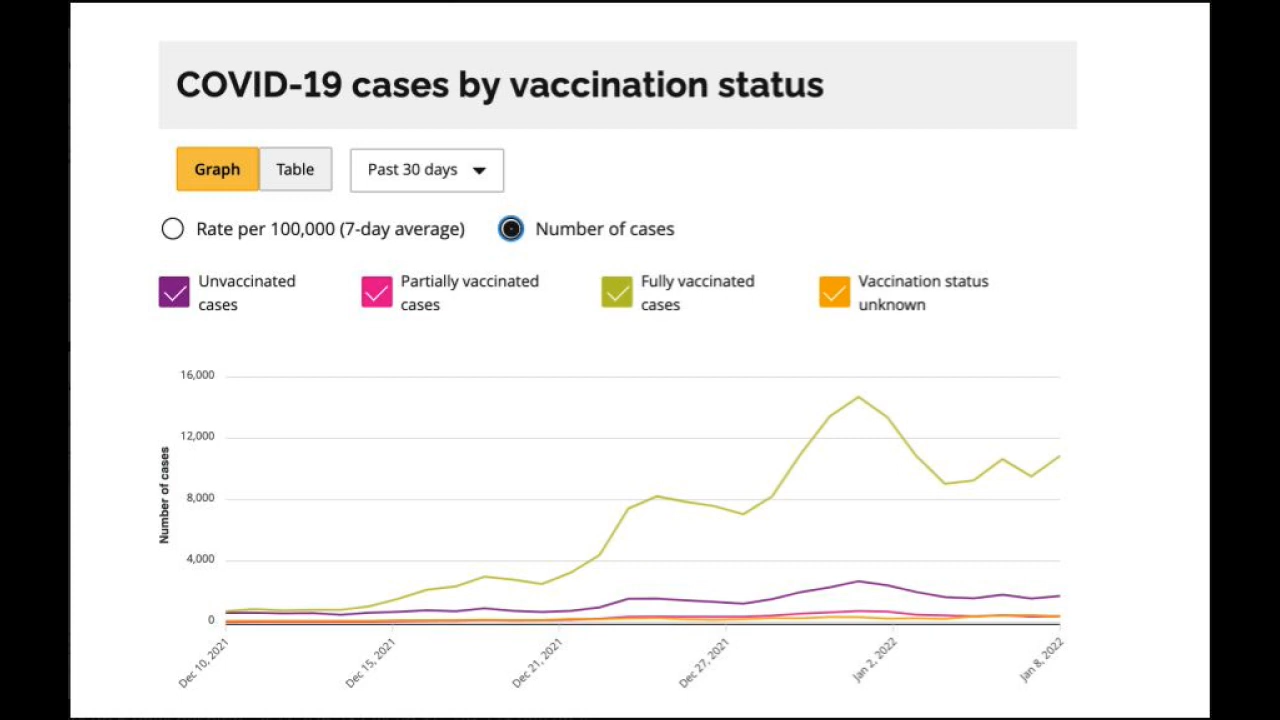 COVID-19 cases by vaccination status
Graph Table Past 30 days
Rate per 100,000 (7-day average) Number of cases
Unvaccinated cases
Partially vaccinated cases
Fully vaccinated cases
Vaccination status unknown
Number of cases
16,000
12,000
8,000
4,000
0
Dec 10, 2021
Dec 15, 2021
Dec 21, 2021
Dec 27, 2021
Jan 2, 2022
Jan 8, 2022